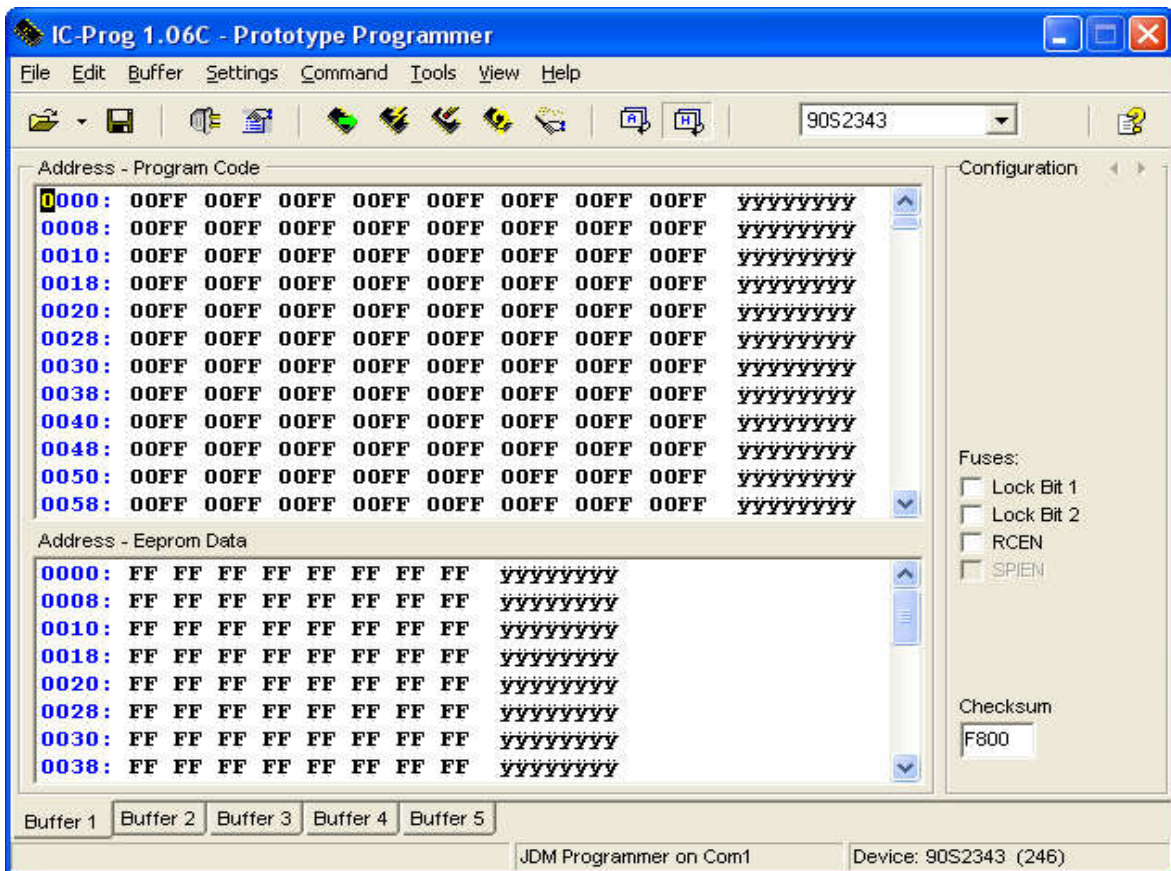 IC-Prog 1.06C - Prototype Programmer
File Edit Buffer Settings Command Tools View Help
90S2343
Address - Program Code
0000: 00FF 00FF 00FF 00FF 00FF 00FF 00FF 00FF ÿÿÿÿÿÿÿÿ
0008: 00FF 00FF 00FF 00FF 00FF 00FF 00FF 00FF ÿÿÿÿÿÿÿÿ
0010: 00FF 00FF 00FF 00FF 00FF 00FF 00FF 00FF ÿÿÿÿÿÿÿÿ
0018: 00FF 00FF 00FF 00FF 00FF 00FF 00FF 00FF ÿÿÿÿÿÿÿÿ
0020: 00FF 00FF 00FF 00FF 00FF 00FF 00FF 00FF ÿÿÿÿÿÿÿÿ
0028: 00FF 00FF 00FF 00FF 00FF 00FF 00FF 00FF ÿÿÿÿÿÿÿÿ
0030: 00FF 00FF 00FF 00FF 00FF 00FF 00FF 00FF ÿÿÿÿÿÿÿÿ
0038: 00FF 00FF 00FF 00FF 00FF 00FF 00FF 00FF ÿÿÿÿÿÿÿÿ
0040: 00FF 00FF 00FF 00FF 00FF 00FF 00FF 00FF ÿÿÿÿÿÿÿÿ
0048: 00FF 00FF 00FF 00FF 00FF 00FF 00FF 00FF ÿÿÿÿÿÿÿÿ
0050: 00FF 00FF 00FF 00FF 00FF 00FF 00FF 00FF ÿÿÿÿÿÿÿÿ
0058: 00FF 00FF 00FF 00FF 00FF 00FF 00FF 00FF ÿÿÿÿÿÿÿÿ
Address - Eeprom Data
0000: FF FF FF FF FF FF FF FF ÿÿÿÿÿÿÿÿ
0008: FF FF FF FF FF FF FF FF ÿÿÿÿÿÿÿÿ
0010: FF FF FF FF FF FF FF FF ÿÿÿÿÿÿÿÿ
0018: FF FF FF FF FF FF FF FF ÿÿÿÿÿÿÿÿ
0020: FF FF FF FF FF FF FF FF ÿÿÿÿÿÿÿÿ
0028: FF FF FF FF FF FF FF FF ÿÿÿÿÿÿÿÿ
0030: FF FF FF FF FF FF FF FF ÿÿÿÿÿÿÿÿ
0038: FF FF FF FF FF FF FF FF ÿÿÿÿÿÿÿÿ
Configuration
Fuses:
Lock Bit 1
Lock Bit 2
RCEN
SPIEN
Checksum
F800
Buffer 1 Buffer 2 Buffer 3 Buffer 4 Buffer 5
JDM Programmer on Com1 Device: 90S2343 (246)